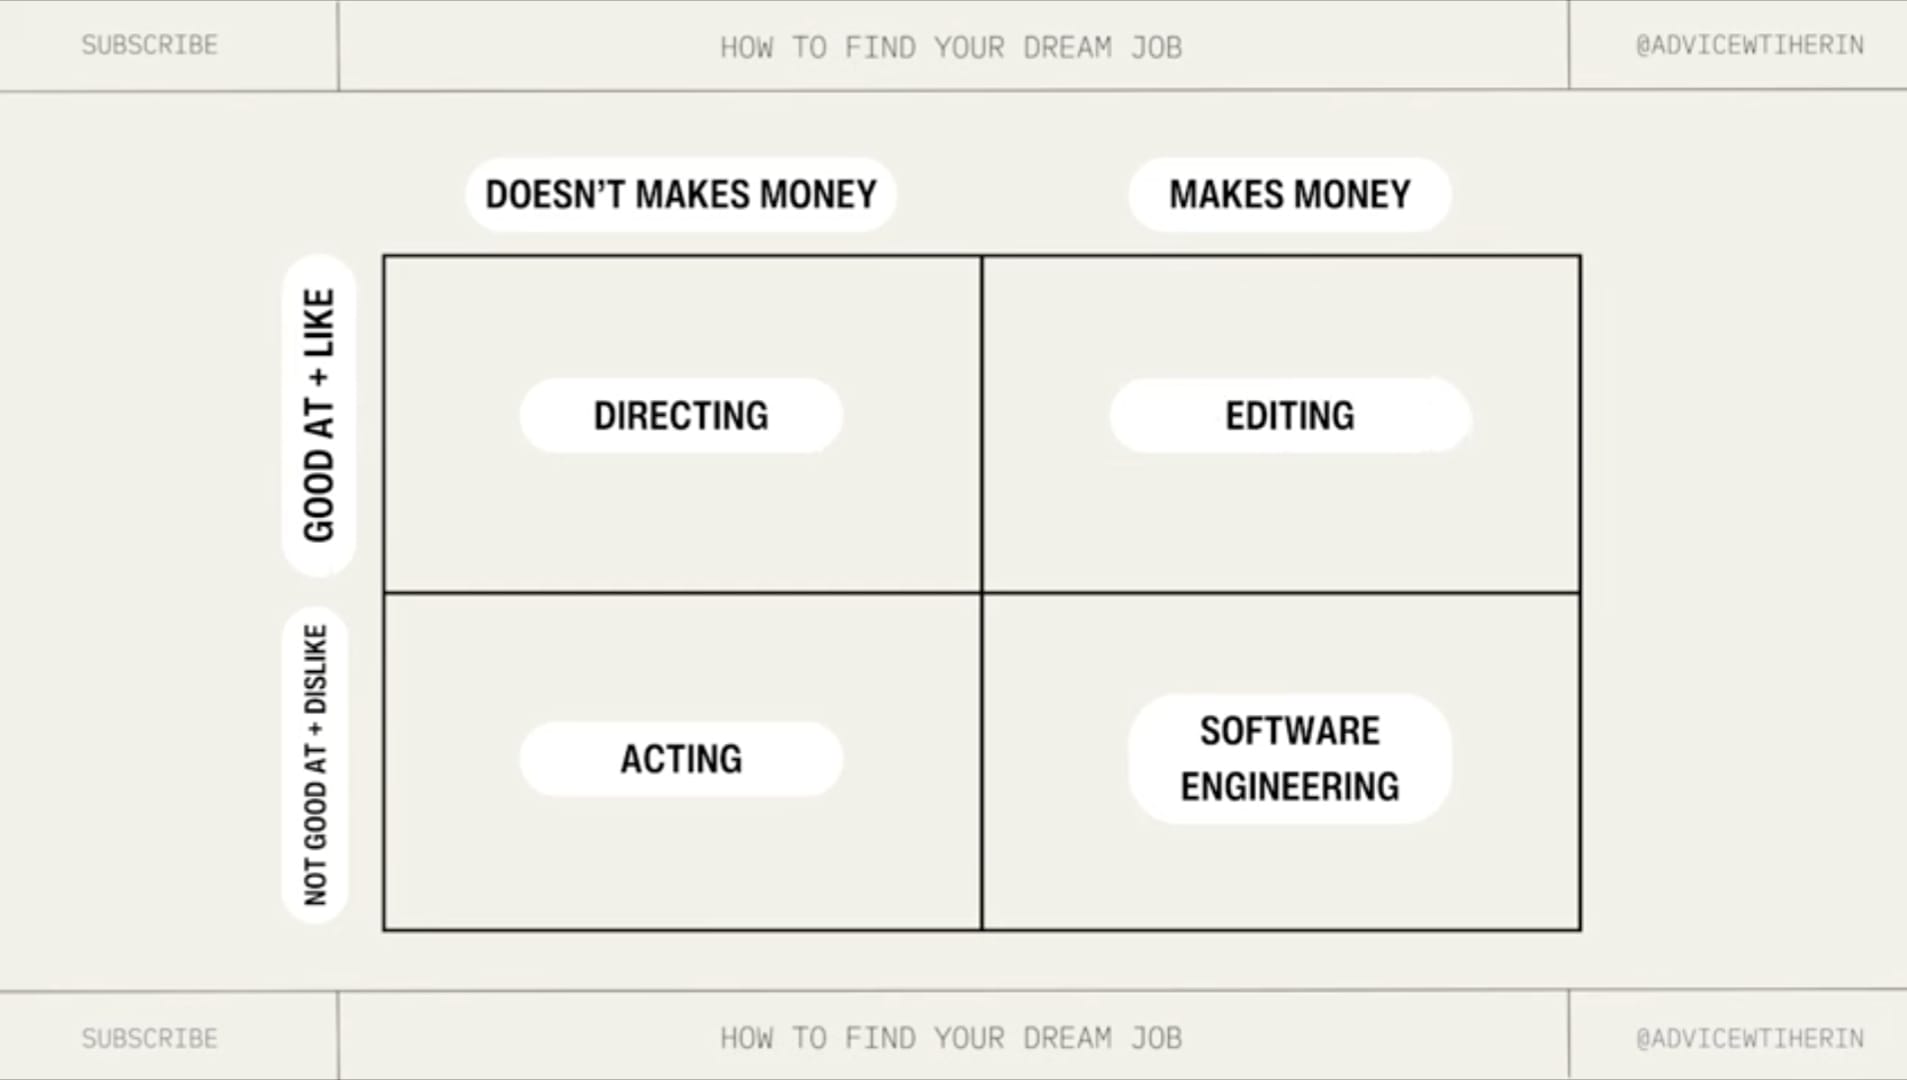 SUBSCRIBE
HOW TO FIND YOUR DREAM JOB
@ADVICEWTIHERIN
DOESN'T MAKES MONEY
MAKES MONEY
GOOD AT + LIKE
DIRECTING
EDITING
NOT GOOD AT + DISLIKE
ACTING
SOFTWARE
ENGINEERING
SUBSCRIBE
HOW TO FIND YOUR DREAM JOB
@ADVICEWTIHERIN